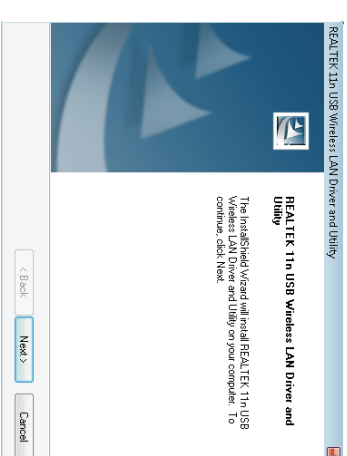 REALTEK 11n USB Wireless LAN Driver and Utility
REALTEK 11n USB Wireless LAN Driver and
Utility
The InstallShield Wizard will install REALTEK 11n USB
Wireless LAN Driver and Utility on your computer. To
continue, click Next.
< Back
Next >
Cancel